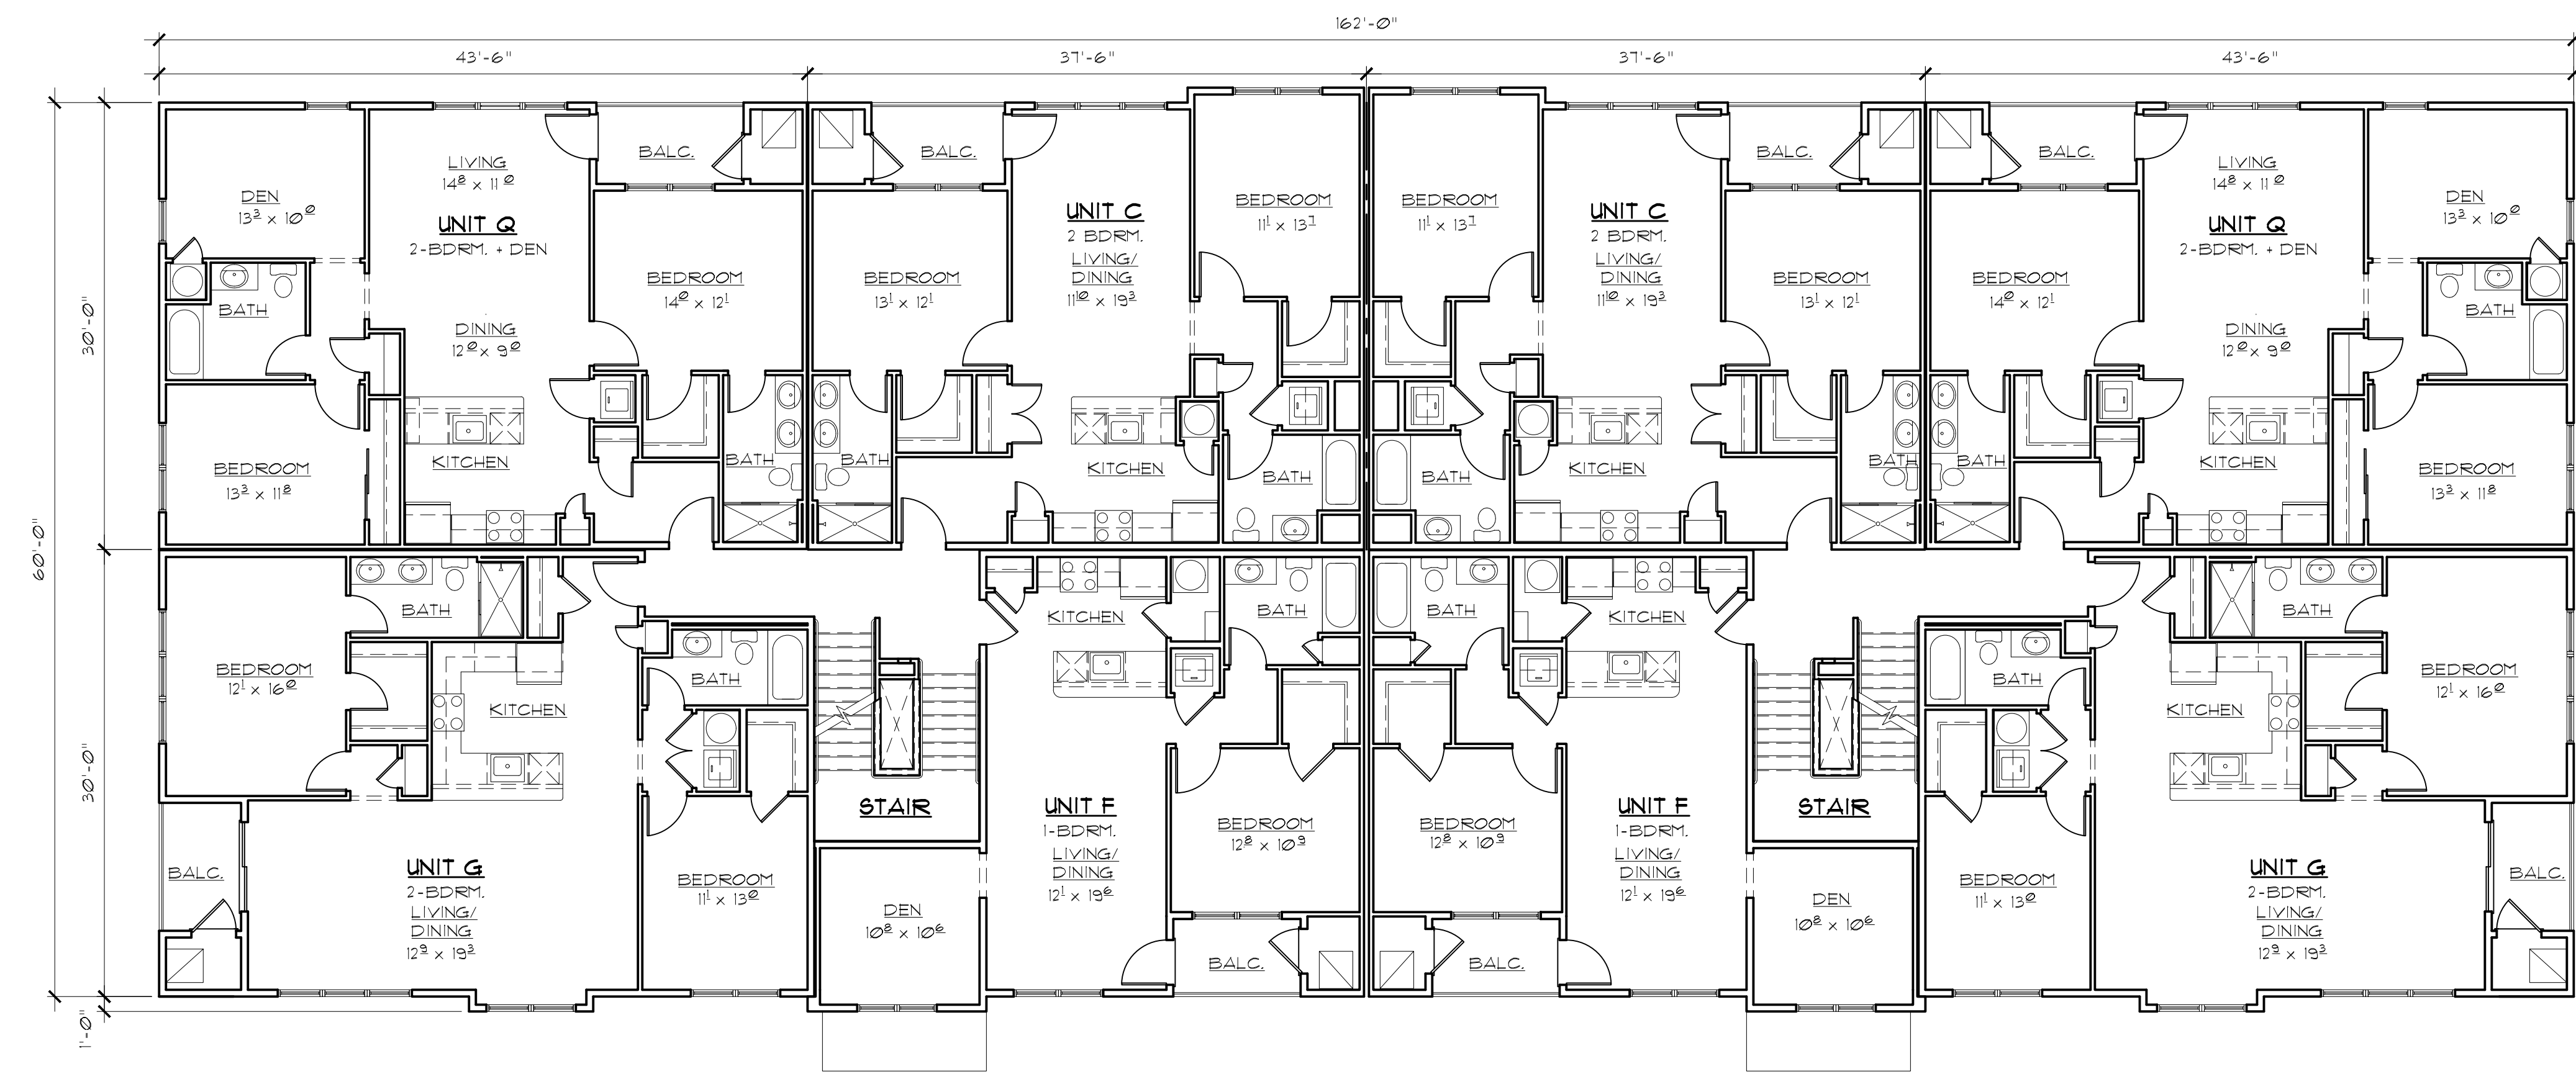 162'-0"
43'-6"
37'-6"
37'-6"
43'-6"
60'-0"
30'-0"
30'-0"
1'-0"
DEN
13³ x 10⁰
LIVING
14⁸ x 11⁰
UNIT Q
2-BDRM. + DEN
DINING
12⁰ x 9⁰
BALC.
BEDROOM
14⁰ x 12¹
BATH
BEDROOM
13³ x 11⁸
KITCHEN
BATH
BALC.
BEDROOM
13¹ x 12¹
UNIT C
2 BDRM.
LIVING/
DINING
11¹⁰ x 19³
BEDROOM
11¹ x 13⁷
BATH
KITCHEN
BATH
BEDROOM
11¹ x 13⁷
UNIT C
2 BDRM.
LIVING/
DINING
11¹⁰ x 19³
BALC.
BEDROOM
13¹ x 12¹
BATH
KITCHEN
BATH
BALC.
BEDROOM
14⁰ x 12¹
LIVING
14⁸ x 11⁰
UNIT Q
2-BDRM. + DEN
DINING
12⁰ x 9⁰
DEN
13³ x 10⁰
BATH
BATH
KITCHEN
BEDROOM
13³ x 11⁸
BATH
BEDROOM
12¹ x 16⁰
KITCHEN
BATH
BALC.
UNIT G
2-BDRM.
LIVING/
DINING
12⁹ x 19³
BEDROOM
11¹ x 13⁰
STAIR
DEN
10⁸ x 10⁶
KITCHEN
BATH
UNIT F
1-BDRM.
LIVING/
DINING
12¹ x 19⁶
BEDROOM
12⁸ x 10⁹
BALC.
BATH
KITCHEN
BEDROOM
12⁸ x 10⁹
UNIT F
1-BDRM.
LIVING/
DINING
12¹ x 19⁶
BALC.
STAIR
DEN
10⁸ x 10⁶
BATH
BATH
KITCHEN
BEDROOM
12¹ x 16⁰
BEDROOM
11¹ x 13⁰
UNIT G
2-BDRM.
LIVING/
DINING
12⁹ x 19³
BALC.